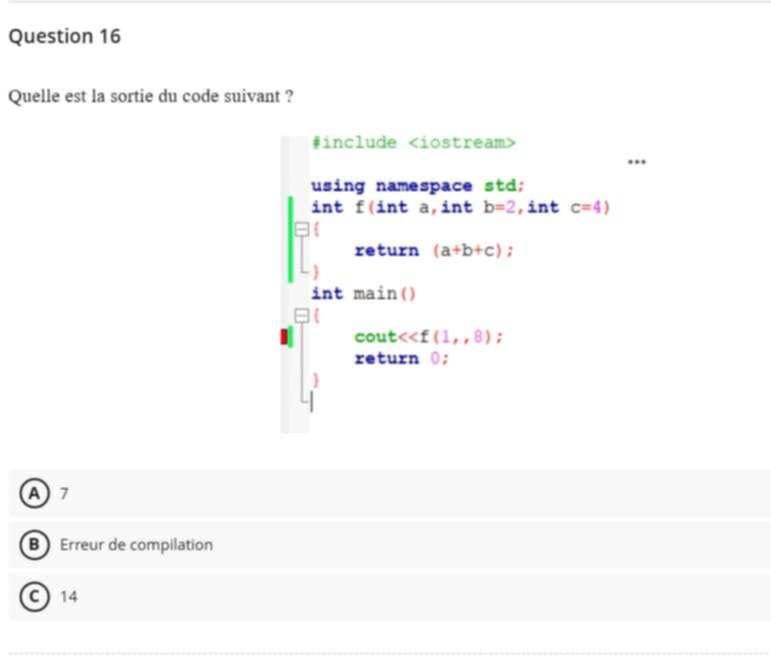 Question 16
Quelle est la sortie du code suivant ?
#include <iostream>
...
using namespace std;
int f(int a,int b=2,int c=4)
{
return (a+b+c);
}
int main()
{
cout<<f(1,,8);
return 0;
}
A 7
B Erreur de compilation
C 14